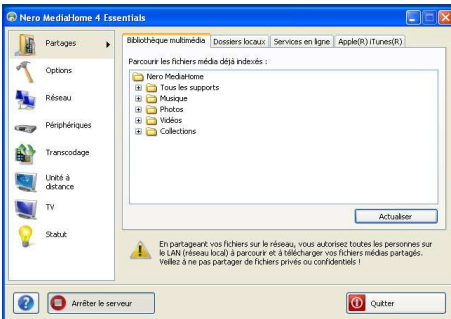 Nero MediaHome 4 Essentials
Partages
Options
Réseau
Périphériques
Transcodage
Unité à
distance
TV
Statut
Bibliothèque multimédia
Dossiers locaux
Services en ligne
Apple(R) iTunes(R)
Parcourir les fichiers média déjà indexés :
Nero MediaHome
Tous les supports
Musique
Photos
Vidéos
Collections
Actualiser
En partageant vos fichiers sur le réseau, vous autorisez toutes les personnes sur
le LAN (réseau local) à parcourir et à télécharger vos fichiers médias partagés.
Veillez à ne pas partager de fichiers privés ou confidentiels !
Arrêter le serveur
Quitter